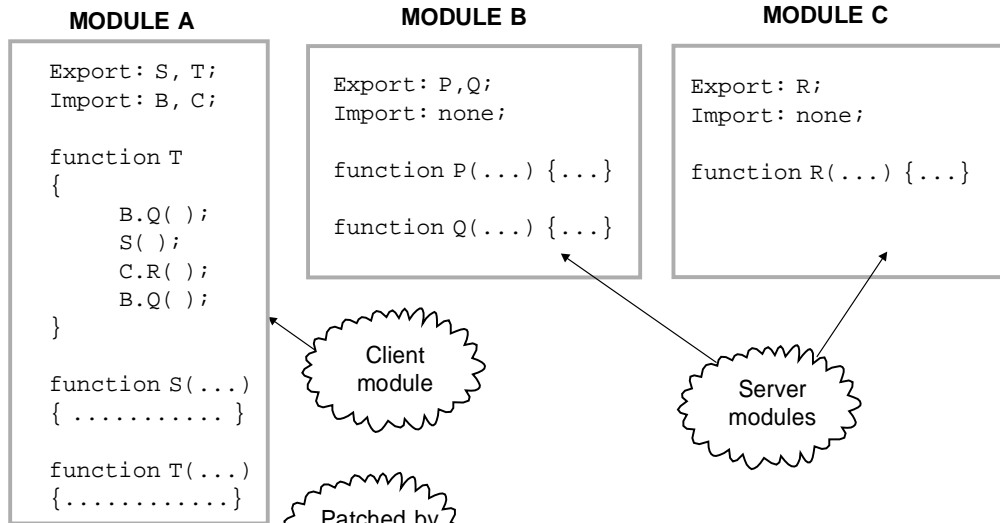 MODULE A
Export: S, T;
Import: B, C;
function T
{
B.Q( );
S( );
C.R( );
B.Q( );
}
function S(...)
{ ........... }
function T(...)
{............}
MODULE B
Export: P,Q;
Import: none;
function P(...) {...}
function Q(...) {...}
MODULE C
Export: R;
Import: none;
function R(...) {...}
Client
module
Server
modules
Patched by